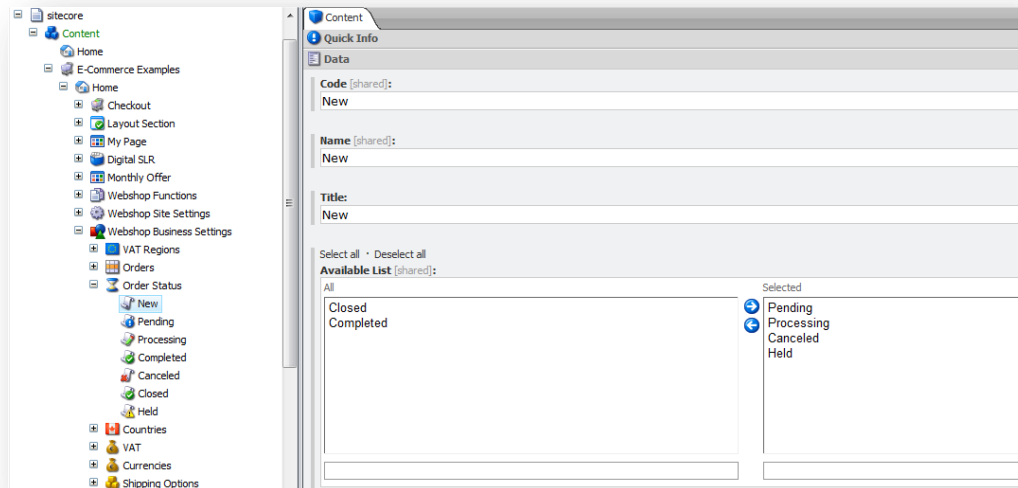 sitecore
Content
Home
E-Commerce Examples
Home
Checkout
Layout Section
My Page
Digital SLR
Monthly Offer
Webshop Functions
Webshop Site Settings
Webshop Business Settings
VAT Regions
Orders
Order Status
New
Pending
Processing
Completed
Canceled
Closed
Held
Countries
VAT
Currencies
Shipping Options
Content
Quick Info
Data
Code [shared]:
New
Name [shared]:
New
Title:
New
Select all · Deselect all
Available List [shared]:
All
Closed
Completed
Selected
Pending
Processing
Canceled
Held